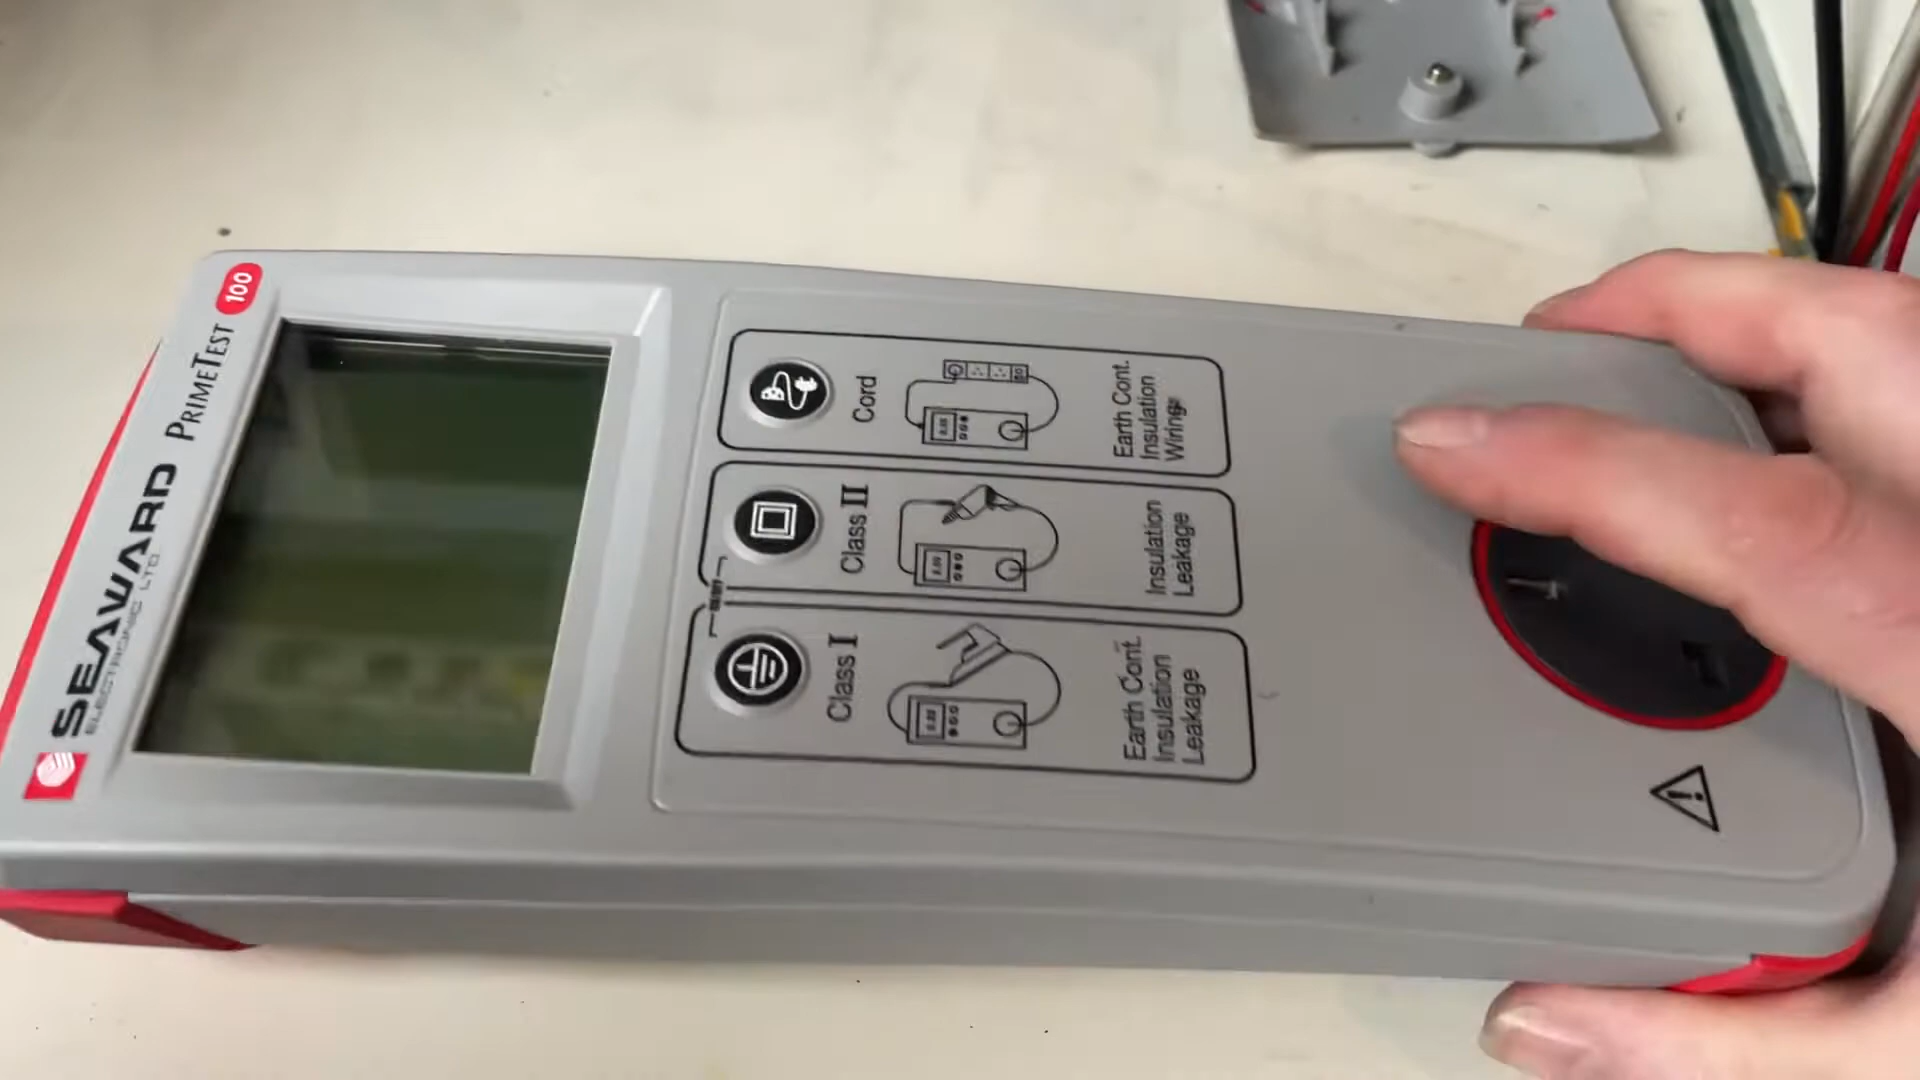 SEAWARD
ELECTRONIC LTD
PRIMETEST 100
Class I
Earth Cont.
Insulation
Leakage
Class II
Insulation
Leakage
Cord
Earth Cont.
Insulation
Wiring